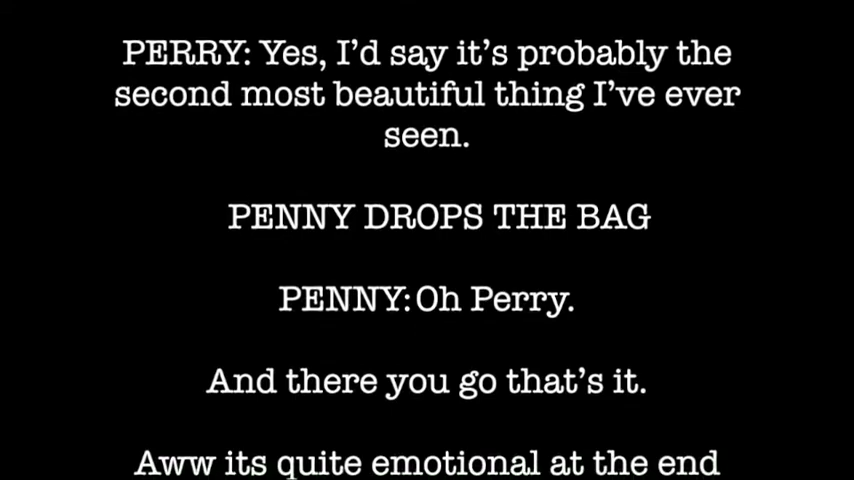 PERRY: Yes, I’d say it’s probably the
second most beautiful thing I’ve ever
seen.
PENNY DROPS THE BAG
PENNY: Oh Perry.
And there you go that’s it.
Aww its quite emotional at the end